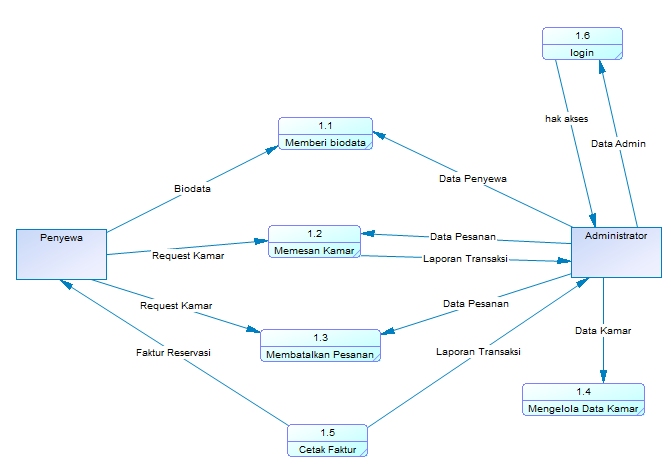 1.6
login
hak akses
Data Admin
1.1
Memberi biodata
Data Penyewa
Biodata
Penyewa
1.2
Memesan Kamar
Request Kamar
Data Pesanan
Laporan Transaksi
Administrator
Request Kamar
Data Pesanan
1.3
Membatalkan Pesanan
Data Kamar
Faktur Reservasi
Laporan Transaksi
1.4
Mengelola Data Kamar
1.5
Cetak Faktur